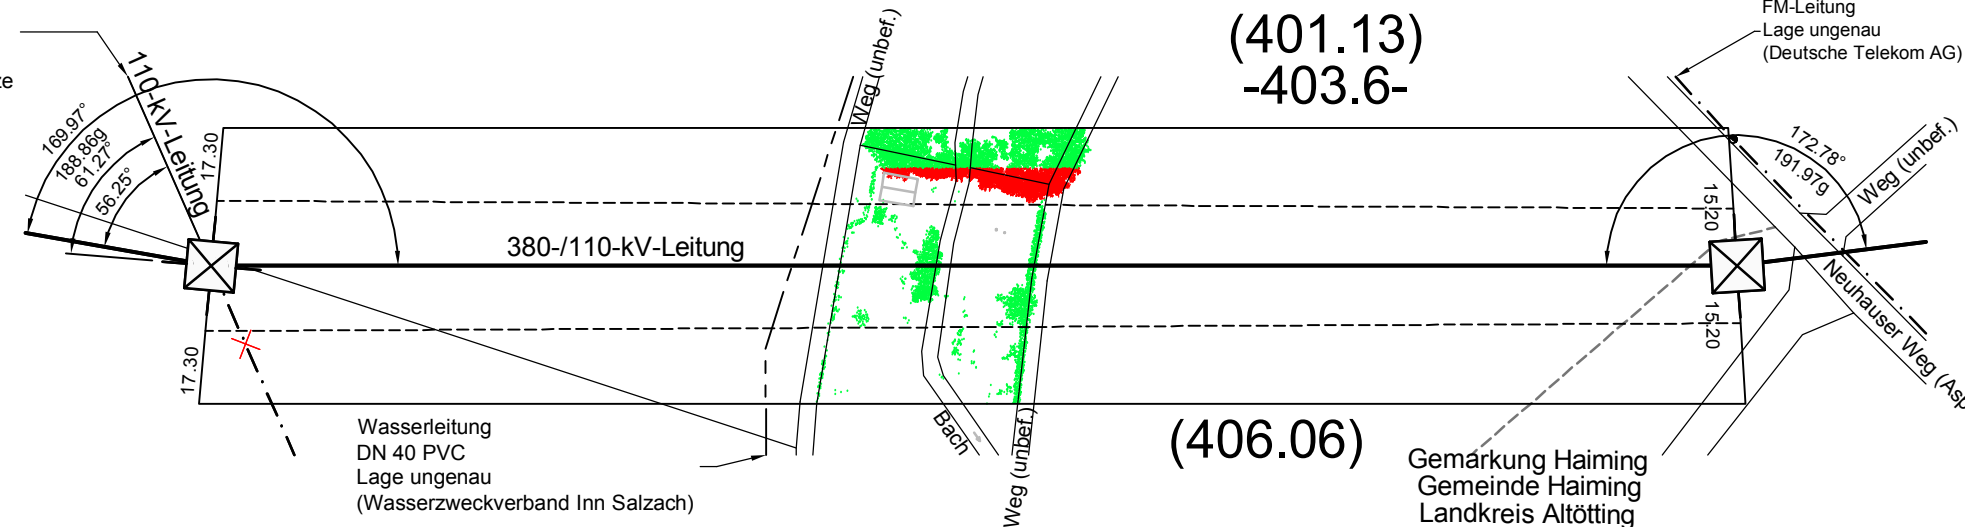 ze
169.97°
188.86g
61.27°
56.25°
110-kV-Leitung
17.30
17.30
380-/110-kV-Leitung
Wasserleitung
DN 40 PVC
Lage ungenau
(Wasserzweckverband Inn Salzach)
Weg (unbef.)
Bach
Weg (unbef.)
(401.13)
-403.6-
(406.06)
FM-Leitung
Lage ungenau
(Deutsche Telekom AG)
172.78°
191.97g
Weg (unbef.)
15.20
15.20
Neuhauser Weg (Asp
Gemarkung Haiming
Gemeinde Haiming
Landkreis Altötting